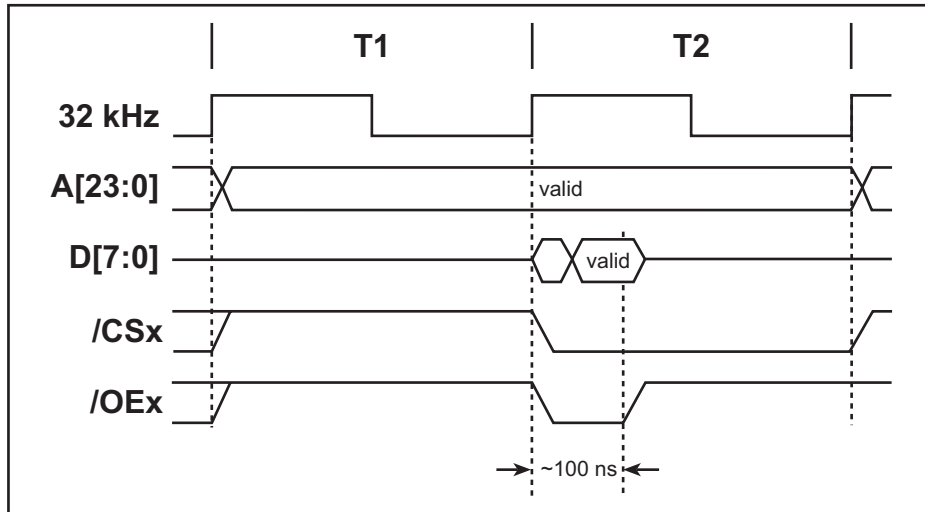 T1 T2
32 kHz
A[23:0] valid
D[7:0] valid
/CSx
/OEx
~100 ns